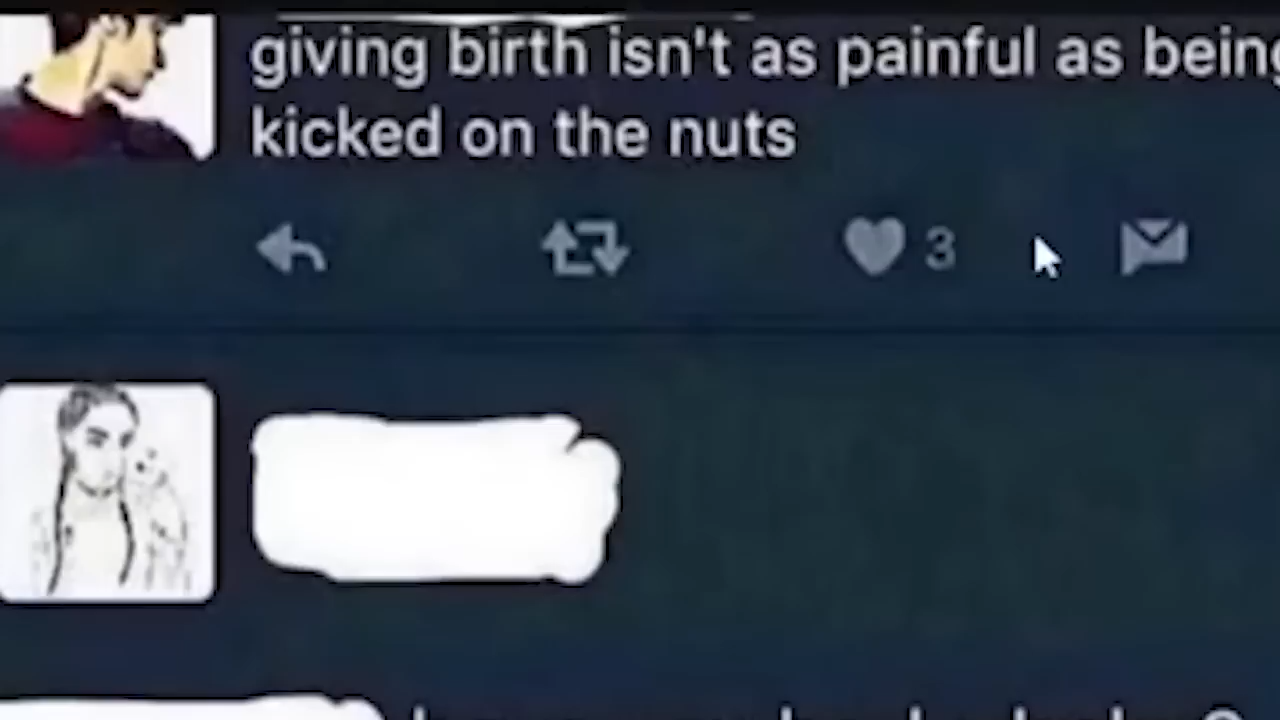 giving birth isn't as painful as being
kicked on the nuts
3